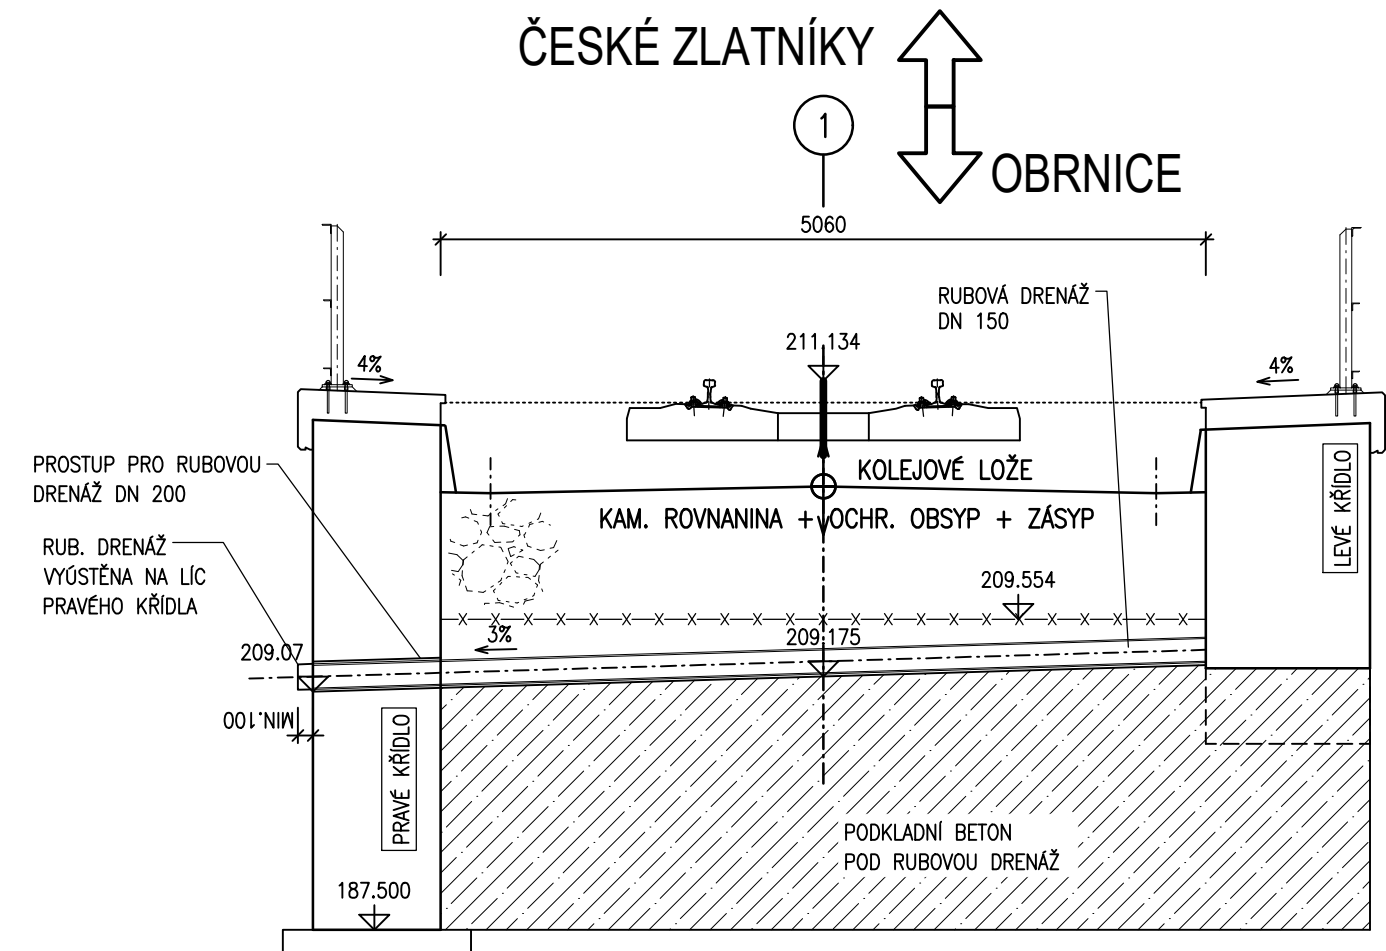 ČESKÉ ZLATNÍKY
1
OBRNICE
5060
RUBOVÁ DRENÁŽ
DN 150
211.134
4%
4%
PROSTUP PRO RUBOVOU
DRENÁŽ DN 200
KOLEJOVÉ LOŽE
KAM. ROVNANINA + OCHR. OBSYP + ZÁSYP
LEVÉ KŘÍDLO
RUB. DRENÁŽ
VYÚSTĚNA NA LÍC
PRAVÉHO KŘÍDLA
209.554
3%
209.175
209.07
MIN.100
PRAVÉ KŘÍDLO
PODKLADNÍ BETON
POD RUBOVOU DRENÁŽ
187.500